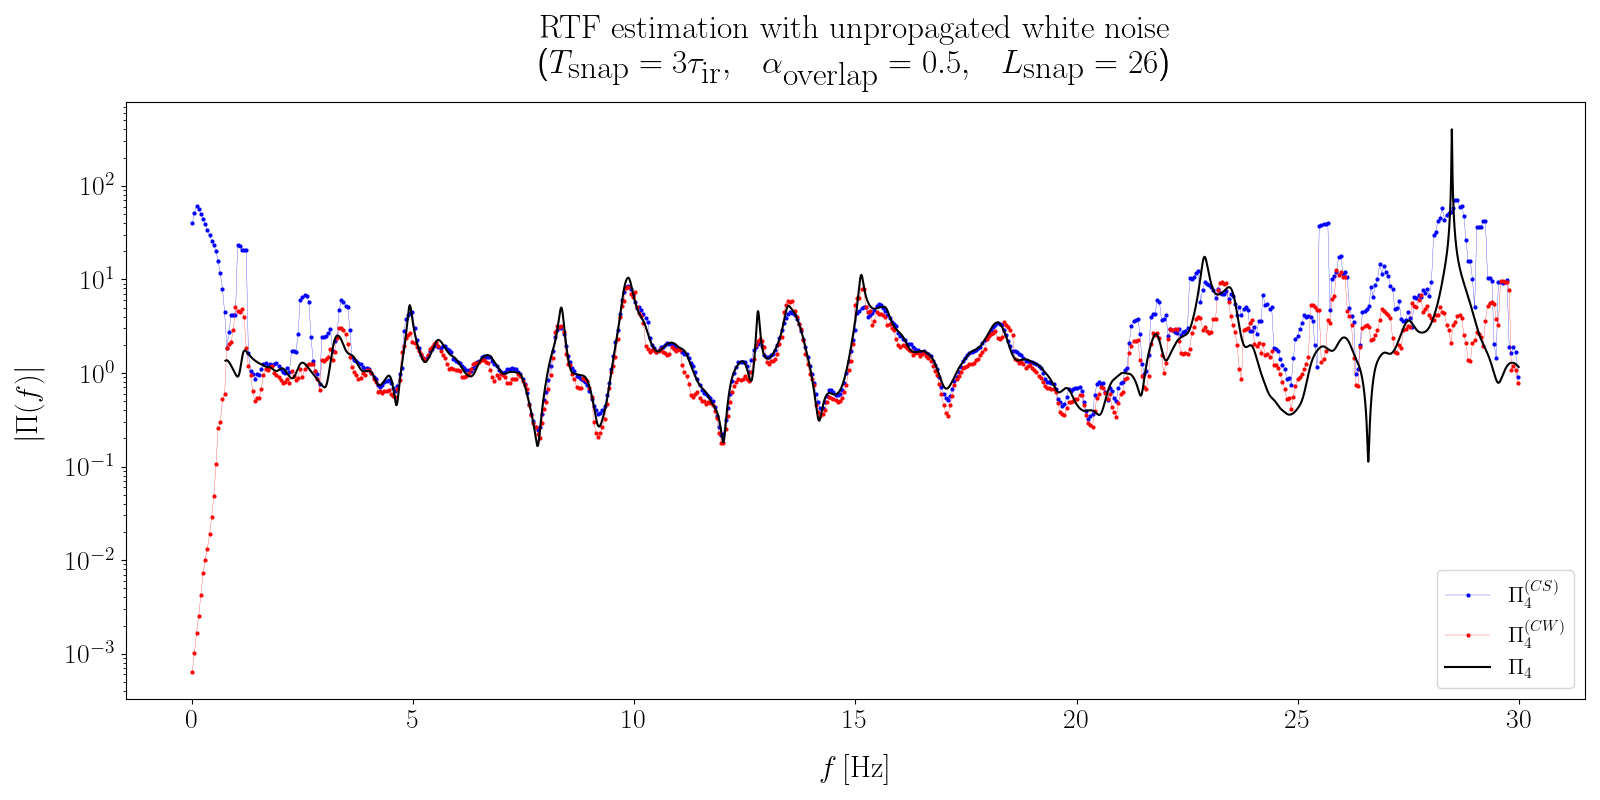 RTF estimation with unpropagated white noise
(T_snap = 3τ_ir,   α_overlap = 0.5,   L_snap = 26)
|Π(f)|
10^2
10^1
10^0
10^−1
10^−2
10^−3
0 5 10 15 20 25 30
f [Hz]
Π_4^(CS)
Π_4^(CW)
Π_4